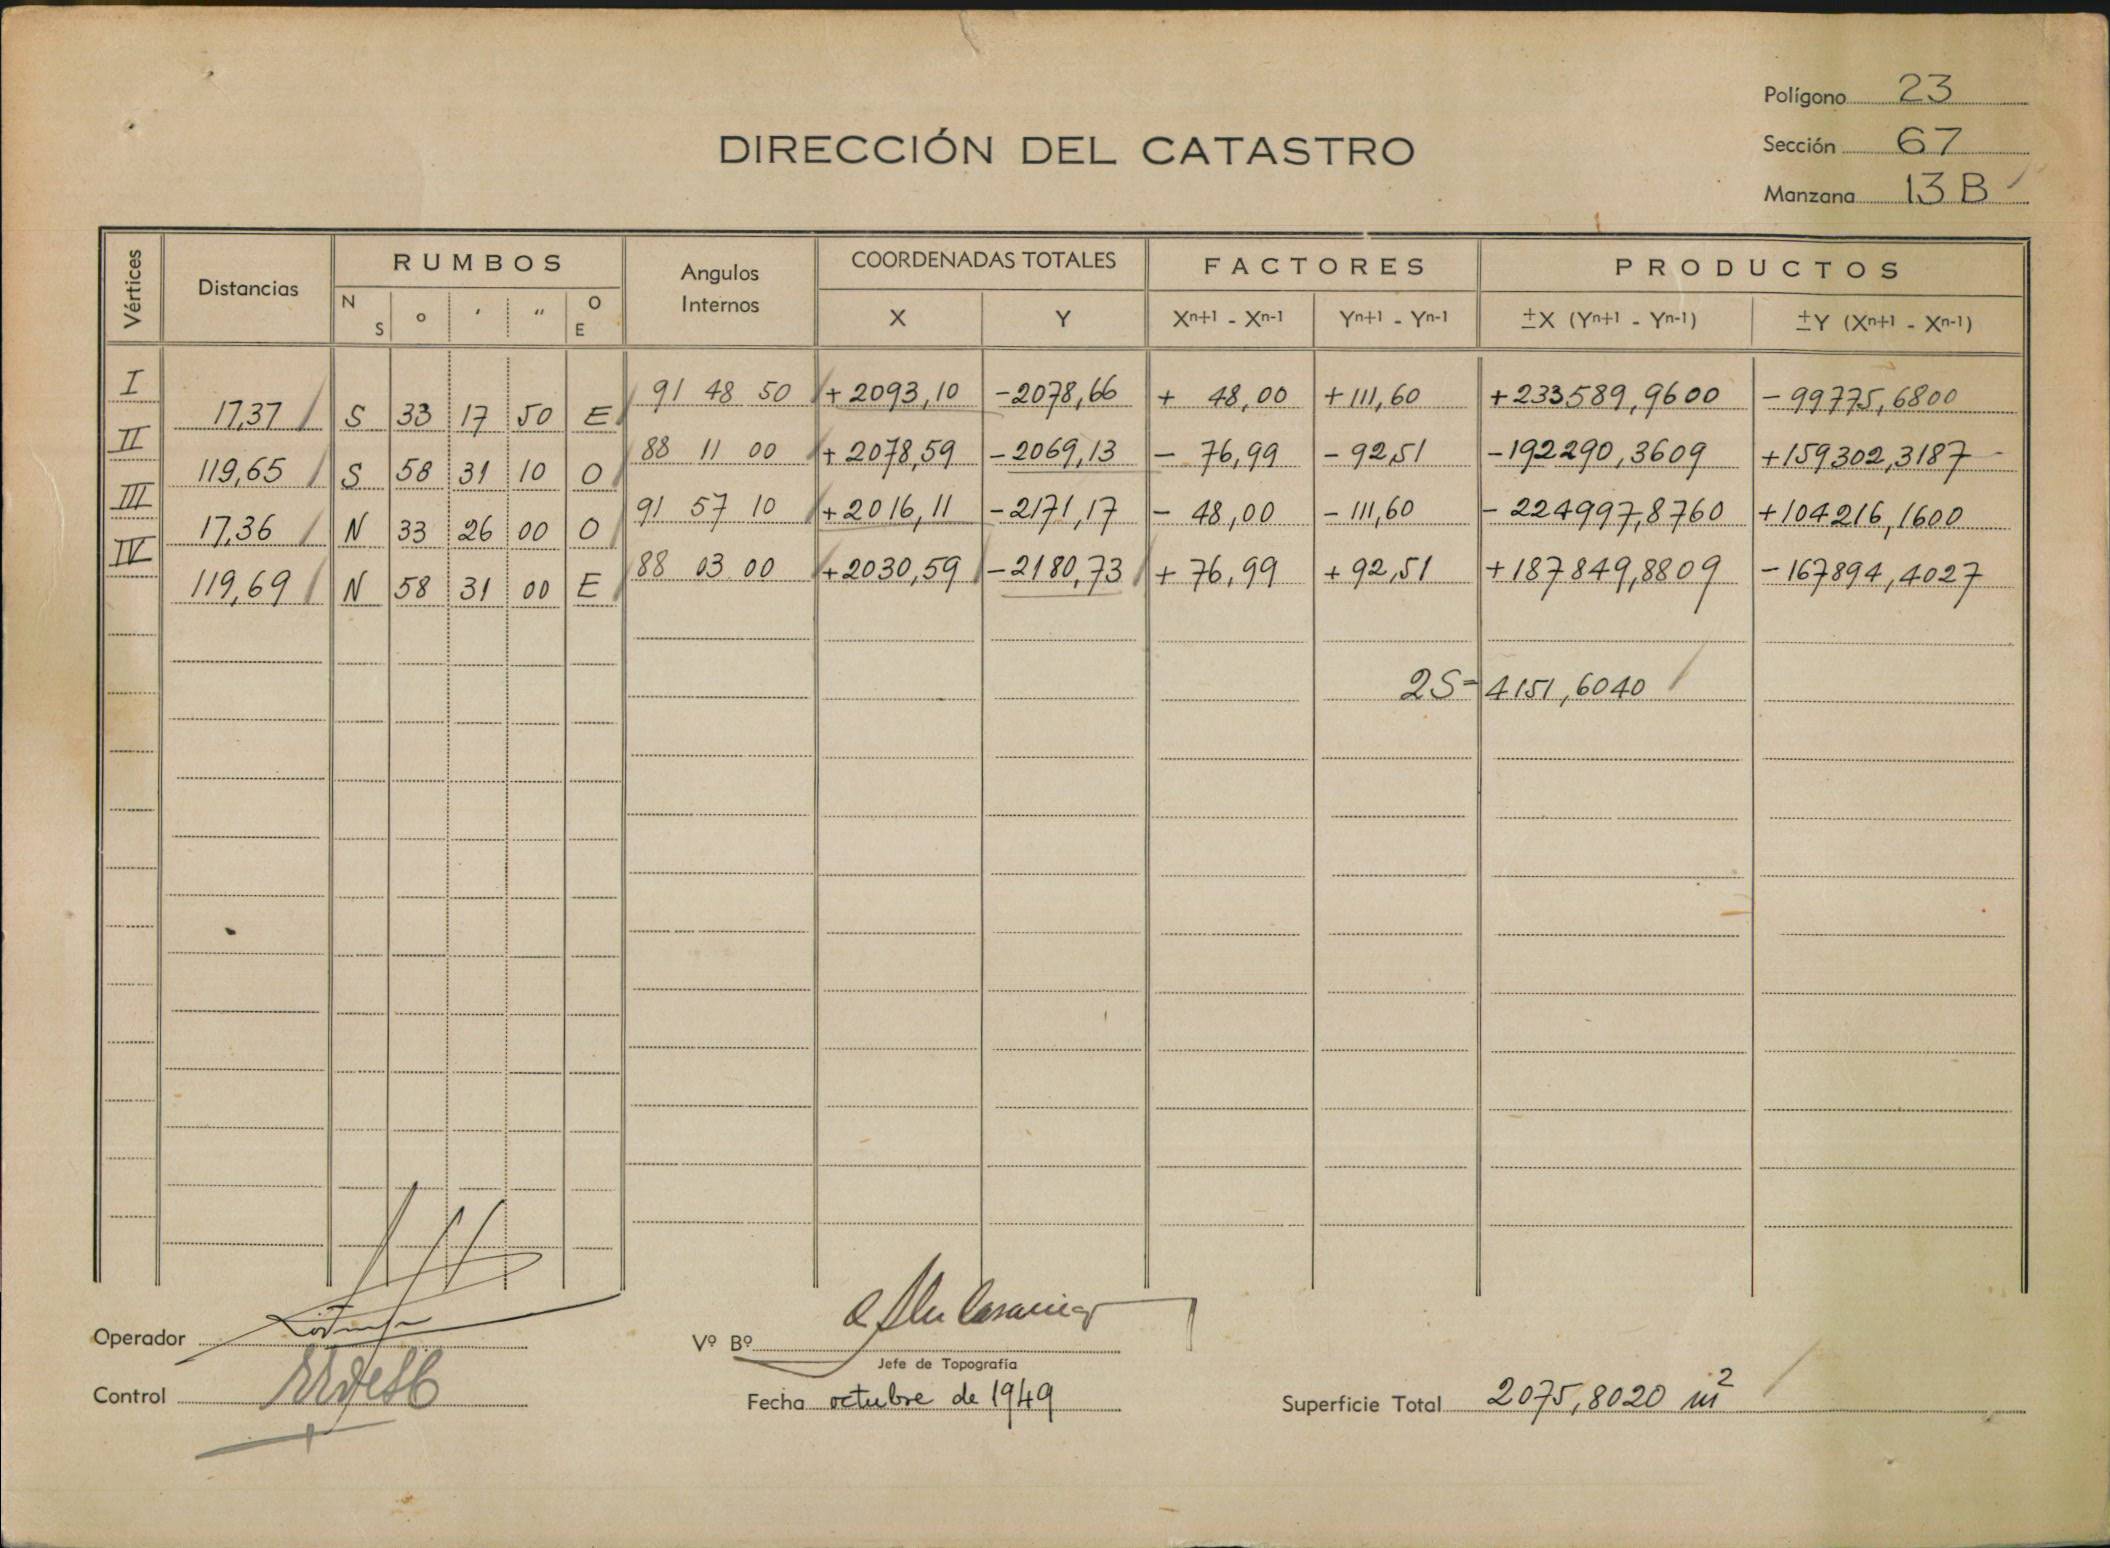 Polígono 23
DIRECCIÓN DEL CATASTRO
Sección 67
Manzana 13 B
Vértices Distancias RUMBOS Angulos Internos COORDENADAS TOTALES FACTORES PRODUCTOS
N S o ′ ″ O E X Y Xⁿ⁺¹ - Xⁿ⁻¹ Yⁿ⁺¹ - Yⁿ⁻¹ ±X (Yⁿ⁺¹ - Yⁿ⁻¹) ±Y (Xⁿ⁺¹ - Xⁿ⁻¹)
I 91 48 50 +2093,10 -2078,66 + 48,00 +111,60 +233589,9600 -99775,6800
17,37 S 33 17 50 E
II 88 11 00 +2078,59 -2069,13 - 76,99 -92,51 -192290,3609 +159302,3187
119,65 S 58 31 10 O
III 91 57 10 +2016,11 -2171,17 - 48,00 -111,60 -224997,8760 +104216,1600
17,36 N 33 26 00 O
IV 88 03 00 +2030,59 -2180,73 + 76,99 +92,51 +187849,8809 -167894,4027
119,69 N 58 31 00 E
2S= 4151,6040
Operador
Vº Bº
Jefe de Topografía
Control
Fecha octubre de 1949
Superficie Total 2075,8020 m²